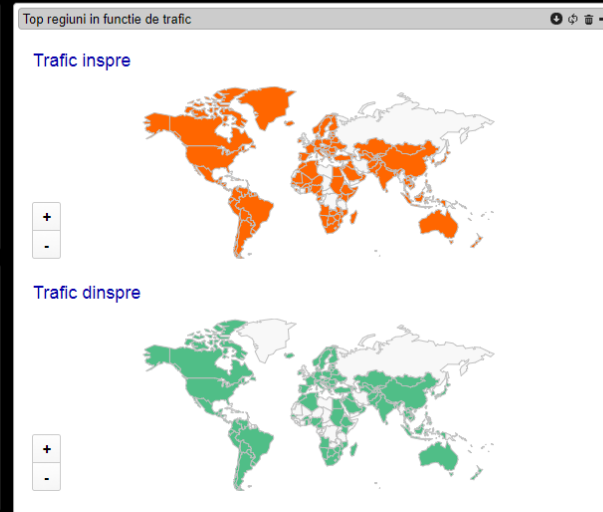 Top regiuni in functie de trafic
Trafic inspre
+
-
Trafic dinspre
+
-